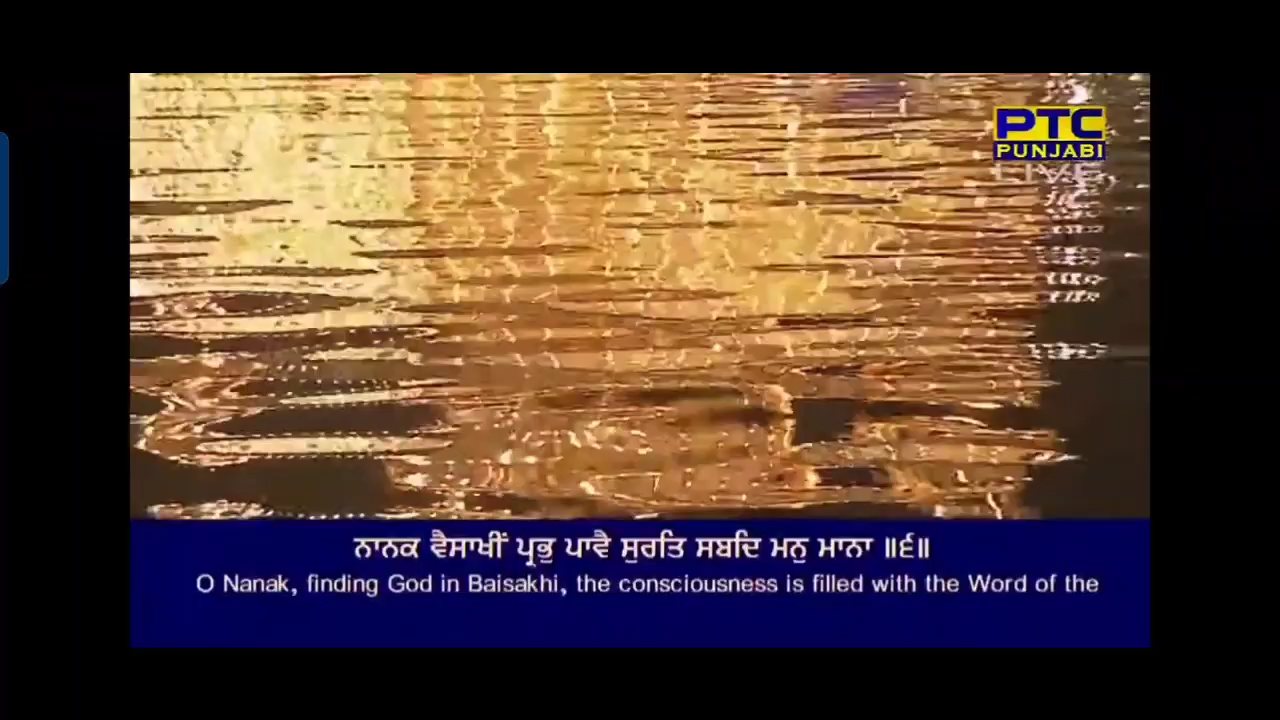 PTC
PUNJABI
LIVE
ਨਾਨਕ ਵੈਸਾਖੀਂ ਪ੍ਰਭੁ ਪਾਵੈ ਸੁਰਤਿ ਸਬਦਿ ਮਨੁ ਮਾਨਾ ॥੬॥
O Nanak, finding God in Baisakhi, the consciousness is filled with the Word of the